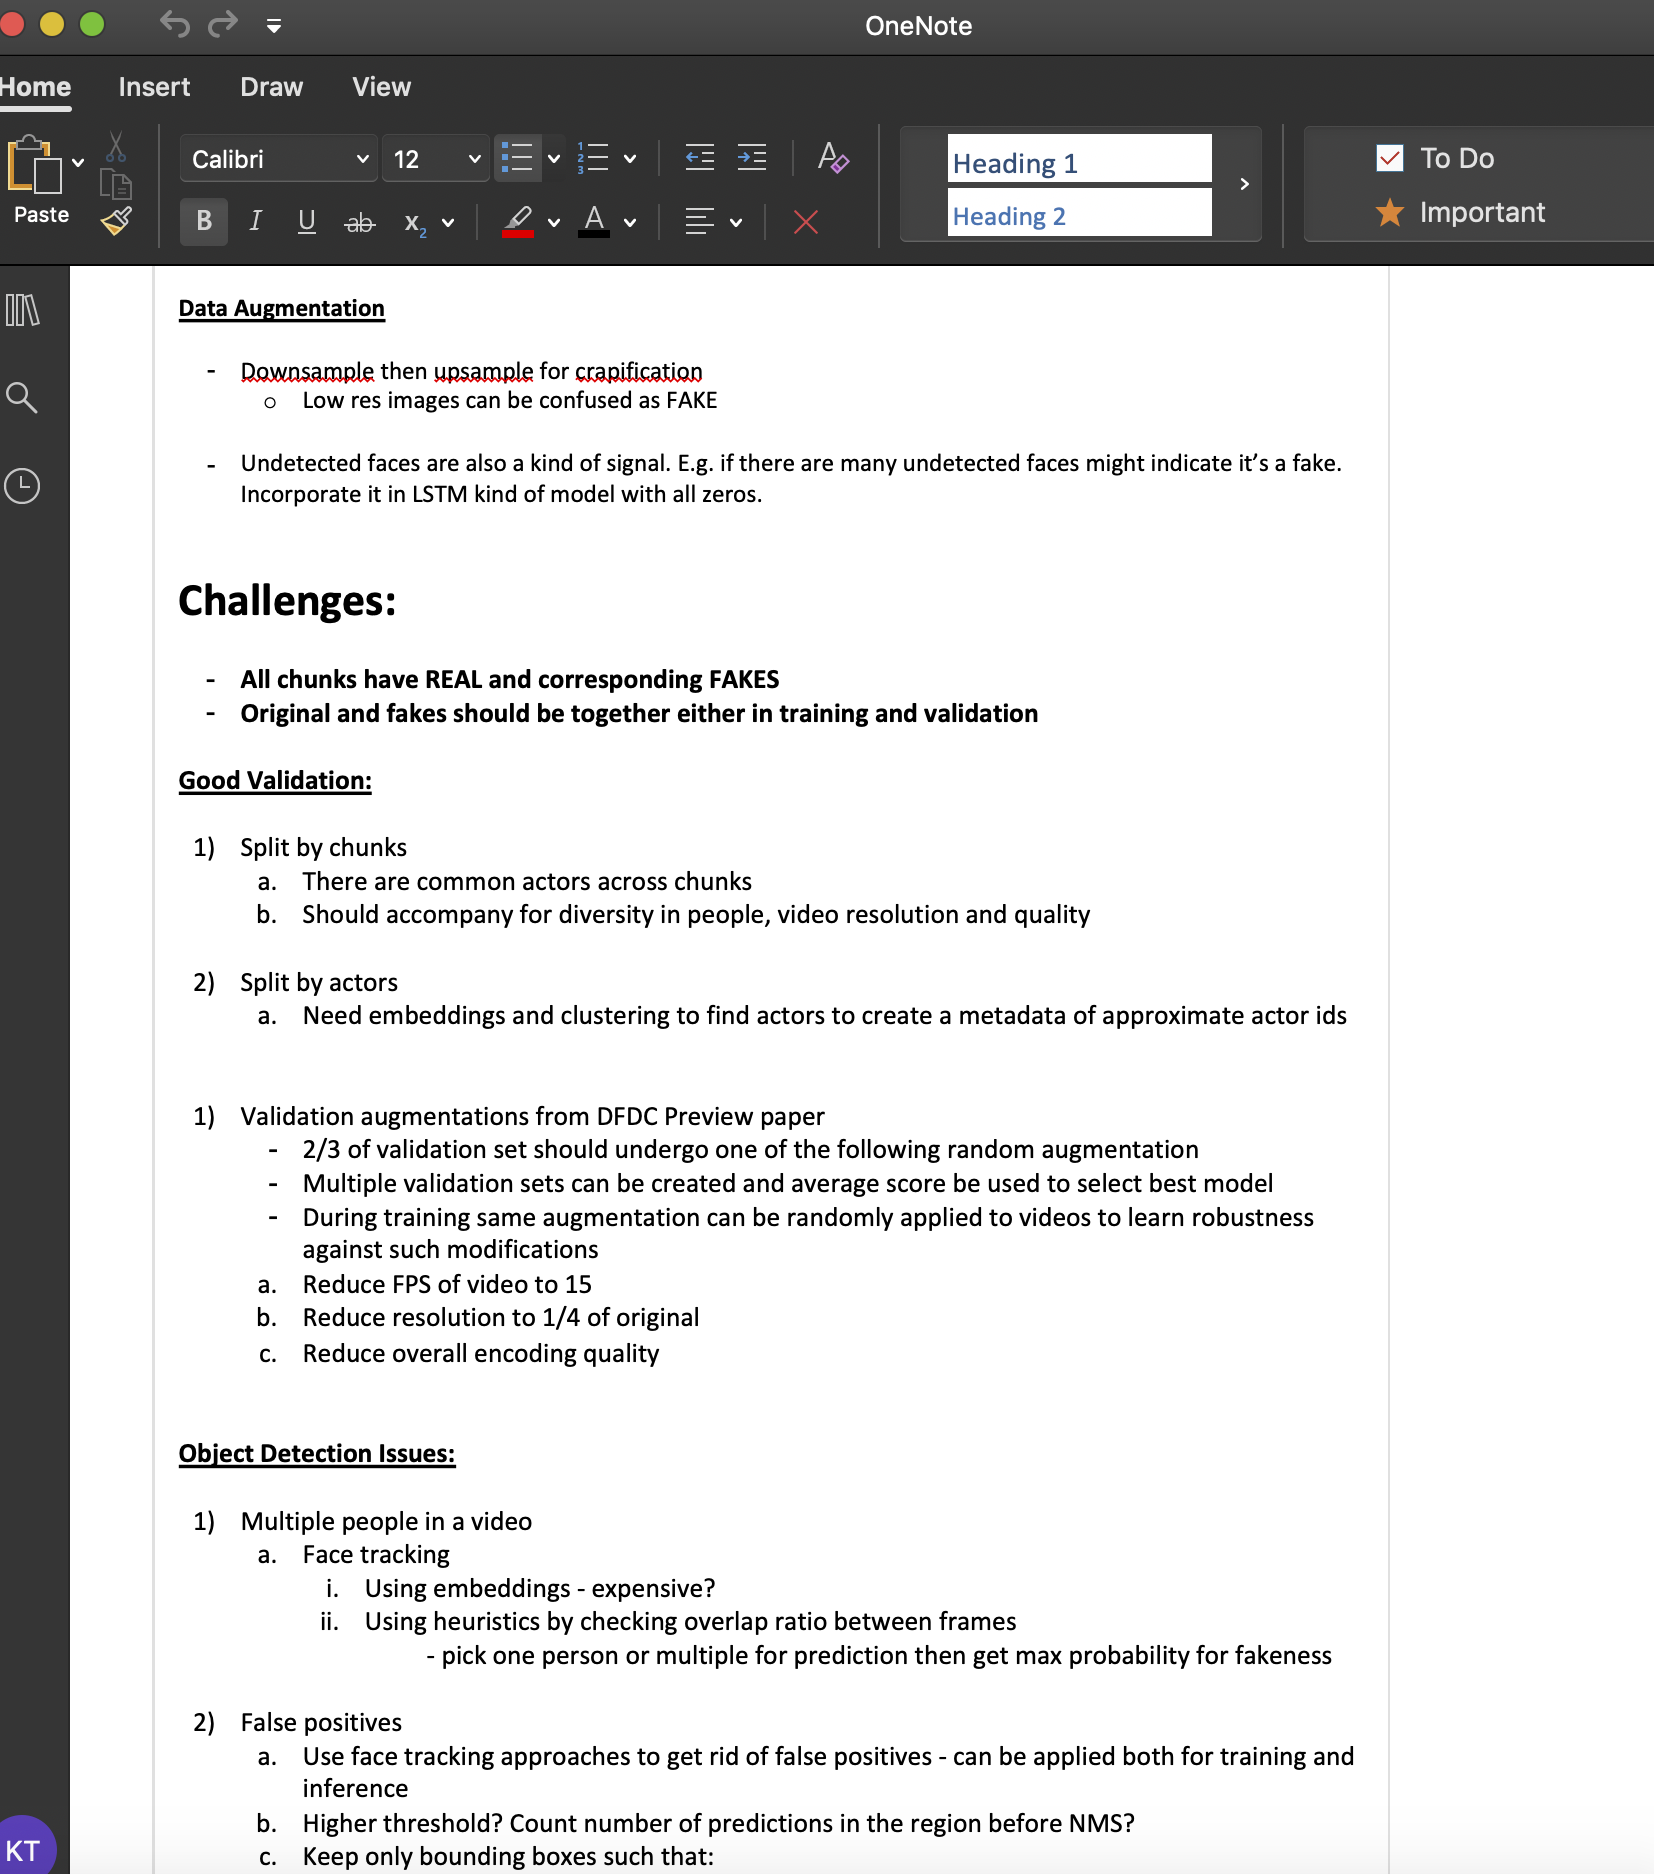 OneNote
Home Insert Draw View
Paste
Calibri 12
B I U ab x2 A
Heading 1
Heading 2
To Do
Important
Data Augmentation
- Downsample then upsample for crapification
o Low res images can be confused as FAKE
- Undetected faces are also a kind of signal. E.g. if there are many undetected faces might indicate it's a fake.
Incorporate it in LSTM kind of model with all zeros.
Challenges:
- All chunks have REAL and corresponding FAKES
- Original and fakes should be together either in training and validation
Good Validation:
1) Split by chunks
a. There are common actors across chunks
b. Should accompany for diversity in people, video resolution and quality
2) Split by actors
a. Need embeddings and clustering to find actors to create a metadata of approximate actor ids
1) Validation augmentations from DFDC Preview paper
- 2/3 of validation set should undergo one of the following random augmentation
- Multiple validation sets can be created and average score be used to select best model
- During training same augmentation can be randomly applied to videos to learn robustness
against such modifications
a. Reduce FPS of video to 15
b. Reduce resolution to 1/4 of original
c. Reduce overall encoding quality
Object Detection Issues:
1) Multiple people in a video
a. Face tracking
i. Using embeddings - expensive?
ii. Using heuristics by checking overlap ratio between frames
- pick one person or multiple for prediction then get max probability for fakeness
2) False positives
a. Use face tracking approaches to get rid of false positives - can be applied both for training and
inference
b. Higher threshold? Count number of predictions in the region before NMS?
c. Keep only bounding boxes such that:
KT